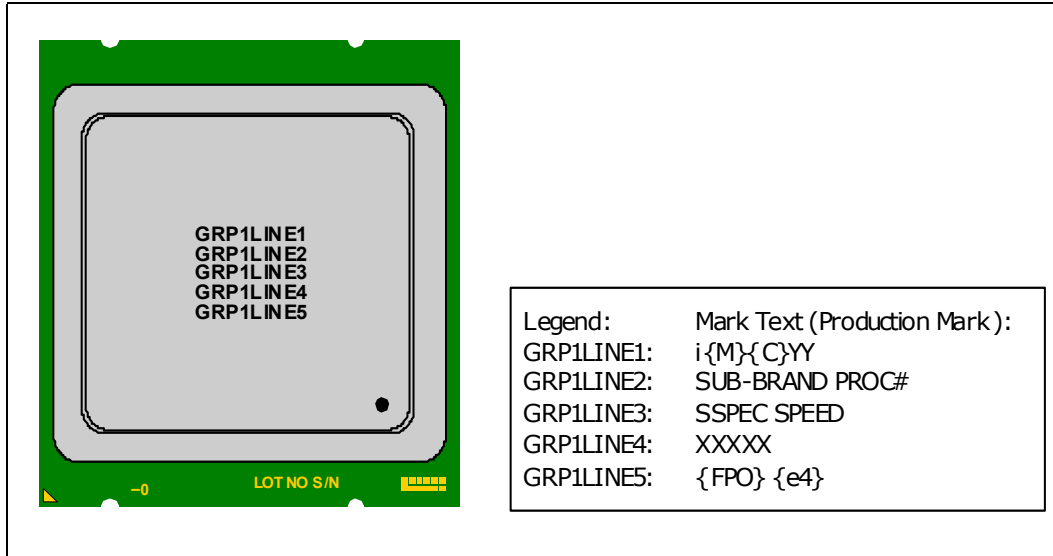 GRP1LINE1
GRP1LINE2
GRP1LINE3
GRP1LINE4
GRP1LINE5
–0
LOT NO S/N
Legend: Mark Text (Production Mark):
GRP1LINE1: i{M}{C}YY
GRP1LINE2: SUB-BRAND PROC#
GRP1LINE3: SSPEC SPEED
GRP1LINE4: XXXXX
GRP1LINE5: {FPO} {e4}